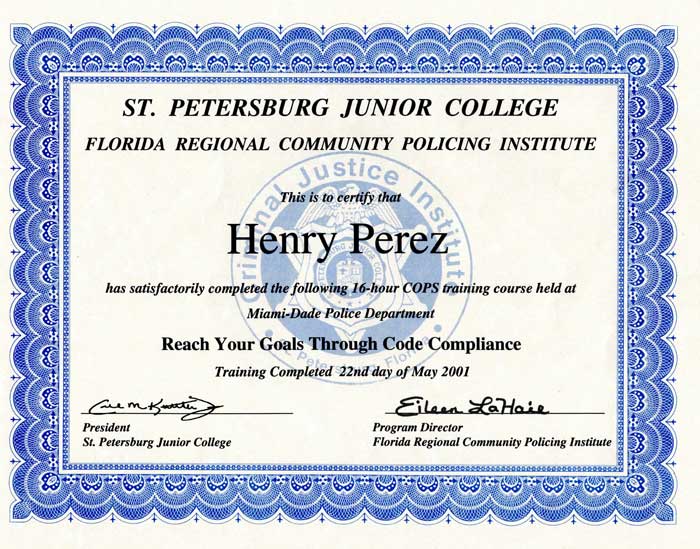 ST. PETERSBURG JUNIOR COLLEGE
FLORIDA REGIONAL COMMUNITY POLICING INSTITUTE
Criminal Justice Institute
This is to certify that
Henry Perez
has satisfactorily completed the following 16-hour COPS training course held at
Miami-Dade Police Department
Reach Your Goals Through Code Compliance
Training Completed 22nd day of May 2001
Eileen LaHaie
President
Program Director
St. Petersburg Junior College
Florida Regional Community Policing Institute